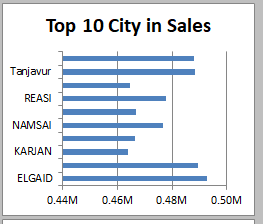 Top 10 City in Sales
Tanjavur
REASI
NAMSAI
KARJAN
ELGAID
0.44M 0.46M 0.48M 0.50M